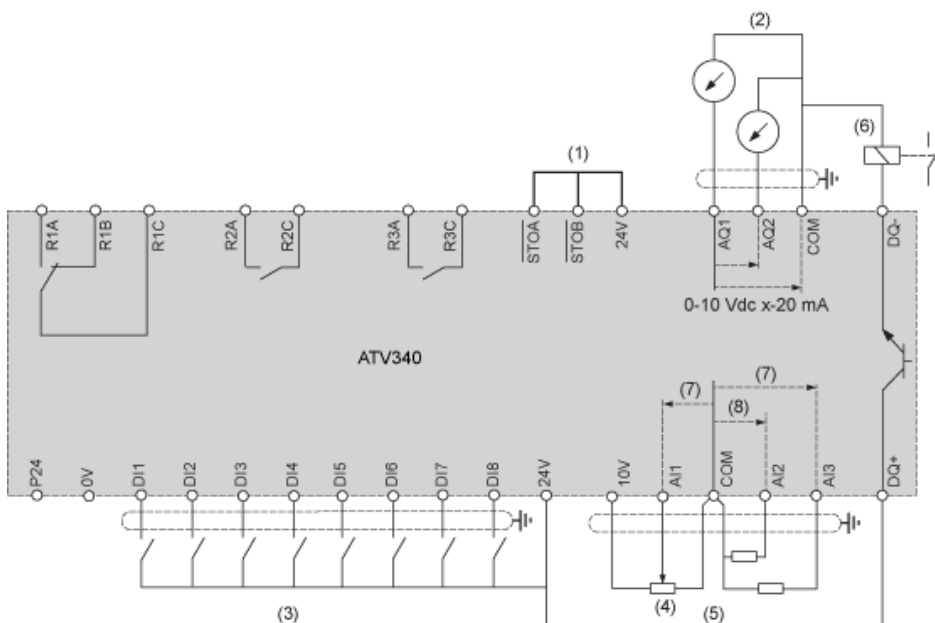 (2)
(6)
(1)
R1A R1B R1C R2A R2C R3A R3C STOA STOB 24V AQ1 AQ2 COM DQ-
0-10 Vdc x-20 mA
ATV340
(7) (7)
(8)
P24 0V DI1 DI2 DI3 DI4 DI5 DI6 DI7 DI8 24V 10V AI1 COM AI2 AI3 DQ+
(3) (4) (5)